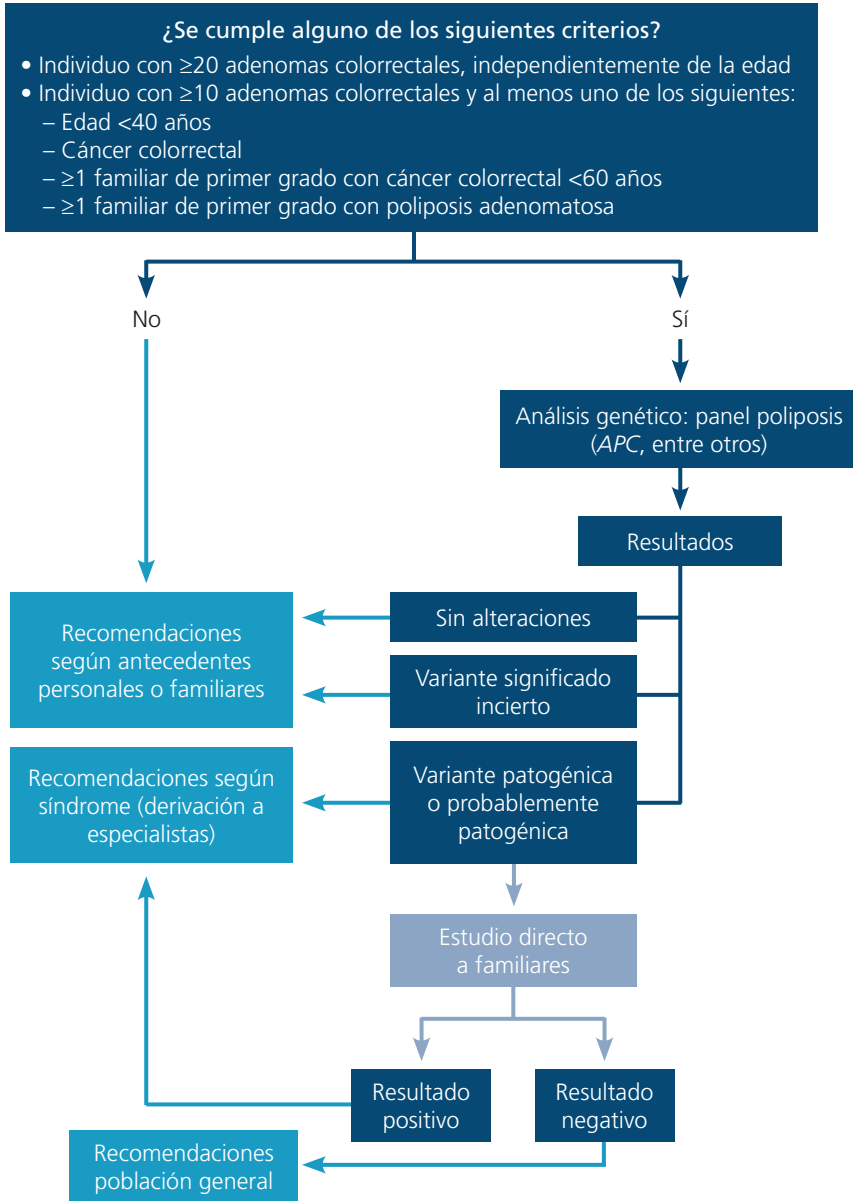 ¿Se cumple alguno de los siguientes criterios?
• Individuo con ≥20 adenomas colorrectales, independientemente de la edad
• Individuo con ≥10 adenomas colorrectales y al menos uno de los siguientes:
– Edad <40 años
– Cáncer colorrectal
– ≥1 familiar de primer grado con cáncer colorrectal <60 años
– ≥1 familiar de primer grado con poliposis adenomatosa
No
Sí
Análisis genético: panel poliposis
(APC, entre otros)
Resultados
Sin alteraciones
Recomendaciones
según antecedentes
personales o familiares
Variante significado
incierto
Recomendaciones según
síndrome (derivación a
especialistas)
Variante patogénica
o probablemente
patogénica
Estudio directo
a familiares
Resultado
positivo
Resultado
negativo
Recomendaciones
población general